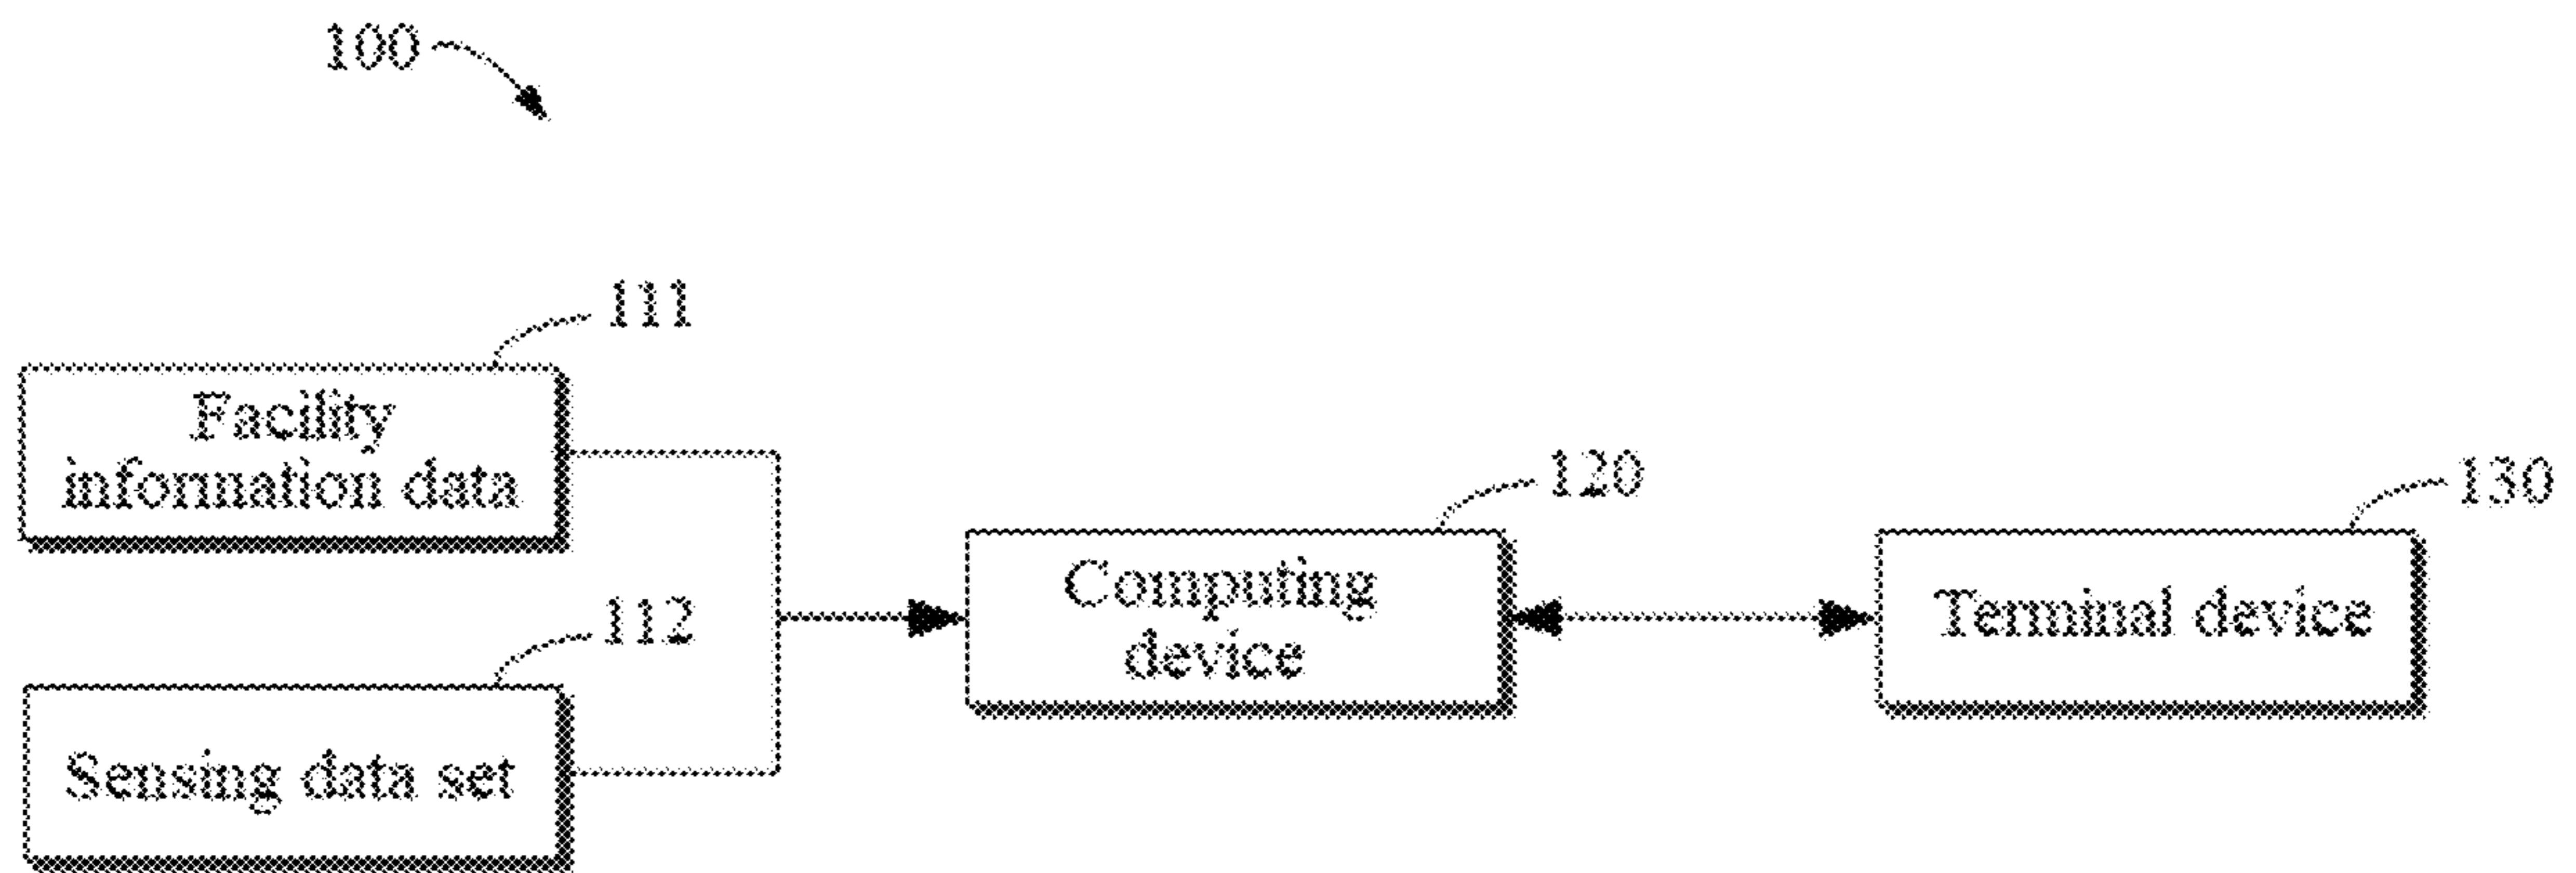 100
111
Facility
information data
112
Sensing data set
120
Computing
device
130
Terminal device